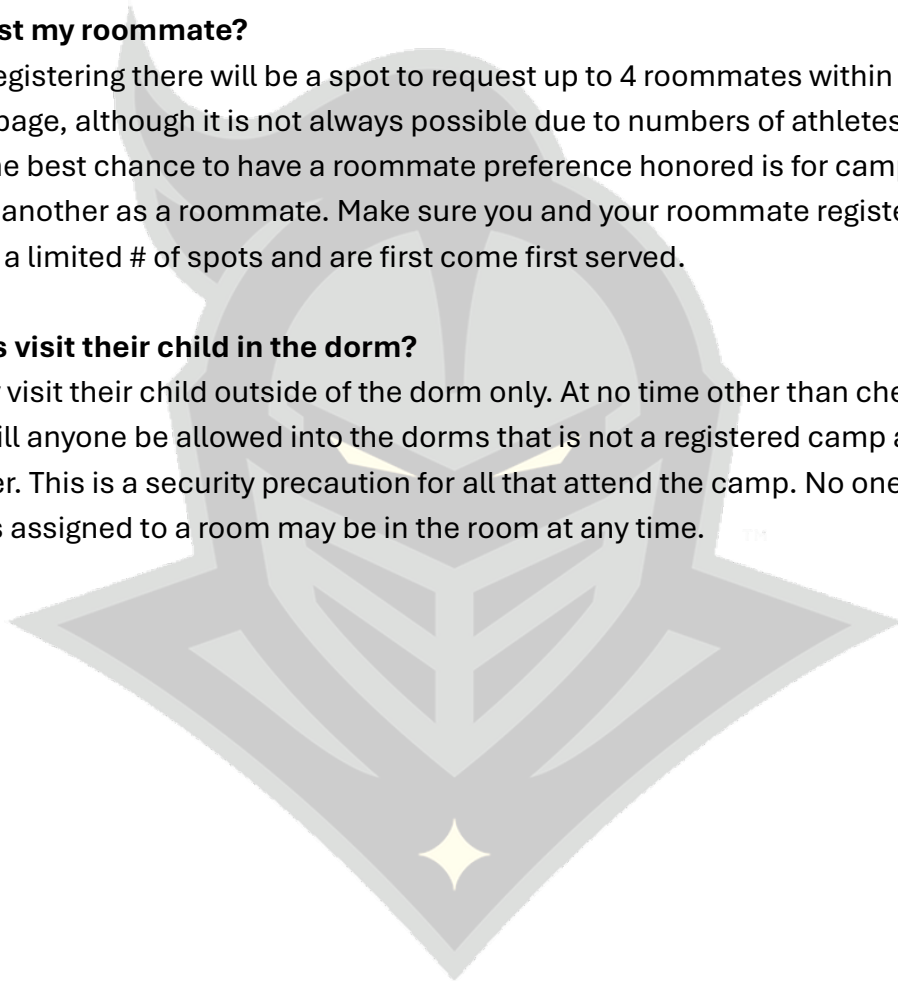 st my roommate?
egistering there will be a spot to request up to 4 roommates within
page, although it is not always possible due to numbers of athletes
e best chance to have a roommate preference honored is for cam
another as a roommate. Make sure you and your roommate registe
a limited # of spots and are first come first served.
s visit their child in the dorm?
visit their child outside of the dorm only. At no time other than che
ill anyone be allowed into the dorms that is not a registered camp a
er. This is a security precaution for all that attend the camp. No one
s assigned to a room may be in the room at any time.
TM